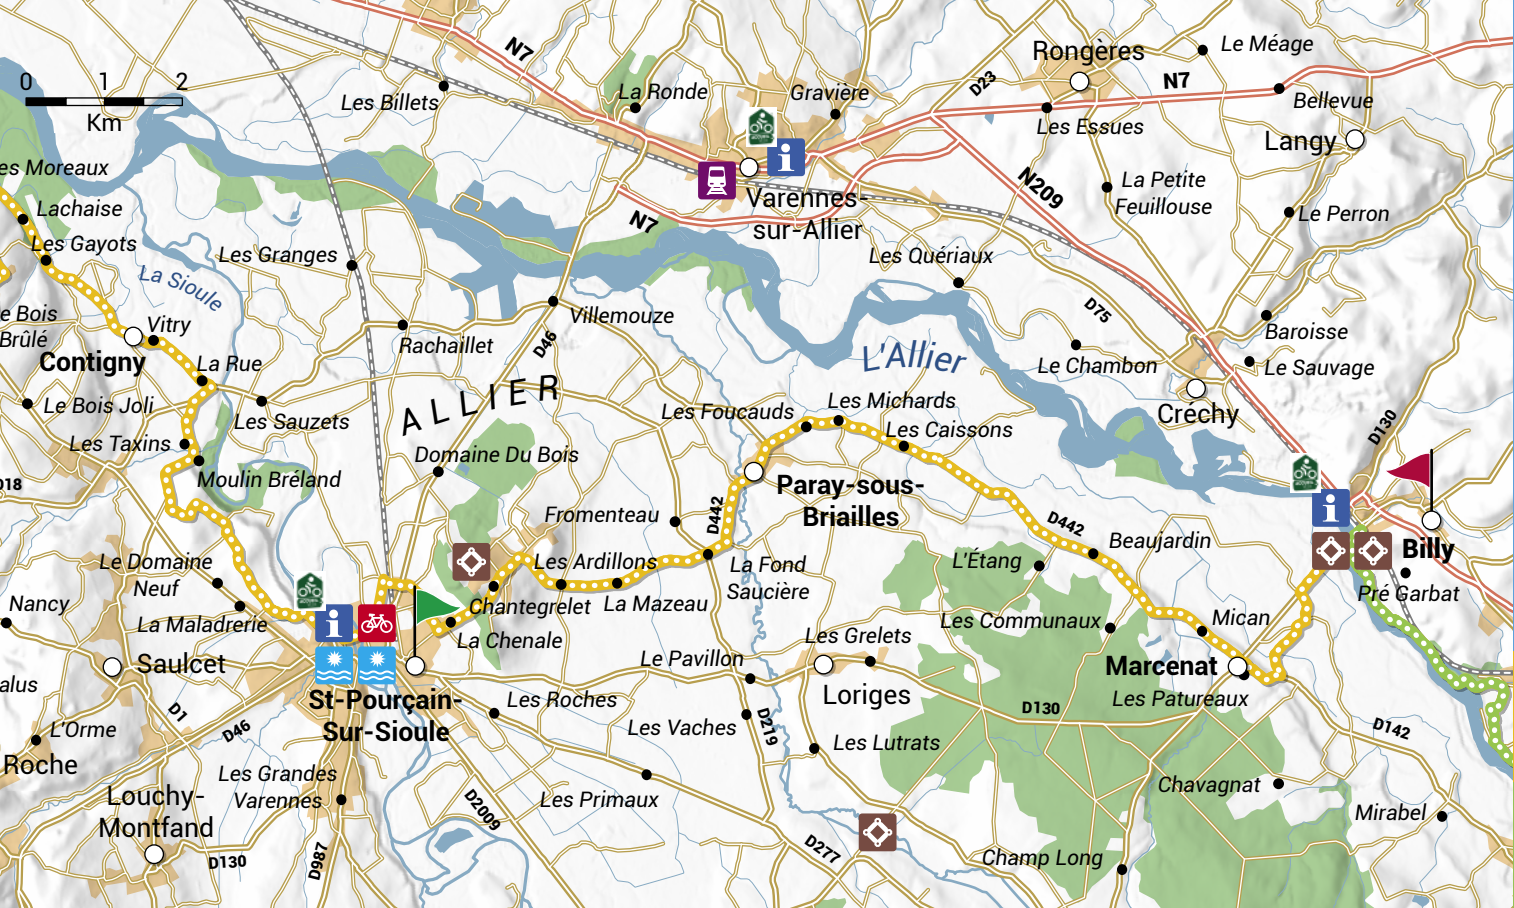 N7
Rongères
Le Méage
0 1 2
Km
La Ronde
Gravière
D23
N7
Les Billets
Bellevue
Les Essues
Langy
i
es Moreaux
Lachaise
Varennes-
sur-Allier
N209
La Petite
Feuillouse
Le Perron
N7
Les Gayots
Les Granges
La Sioule
Les Quériaux
e Bois
Brûlé
Vitry
Villemouze
D75
Baroisse
Contigny
La Rue
Rachaillet
D46
L'Allier
Le Chambon
Le Sauvage
ALLIER
Le Bois Joli
Les Sauzets
Les Foucauds
Les Michards
Les Caissons
Créchy
D130
Les Taxins
Domaine Du Bois
Moulin Bréland
D18
Paray-sous-
Briailles
i
Fromenteau
D442
D442
Beaujardin
Billy
Le Domaine
Neuf
Les Ardillons
La Fond
Saucière
L'Étang
Pré Garbat
Nancy
La Maladrerie
i
Chantegrelet
La Mazeau
La Chenale
Les Grelets
Les Communaux
Mican
Saulcet
Le Pavillon
Marcenat
alus
St-Pourçain-
Sur-Sioule
Les Roches
Loriges
Les Patureaux
D1
D46
L'Orme
Les Vaches
D219
D130
D142
Roche
Les Lutrats
Les Grandes
Varennes
Les Primaux
Chavagnat
Louchy-
Montfand
D2009
Mirabel
D130
D987
D277
Champ Long